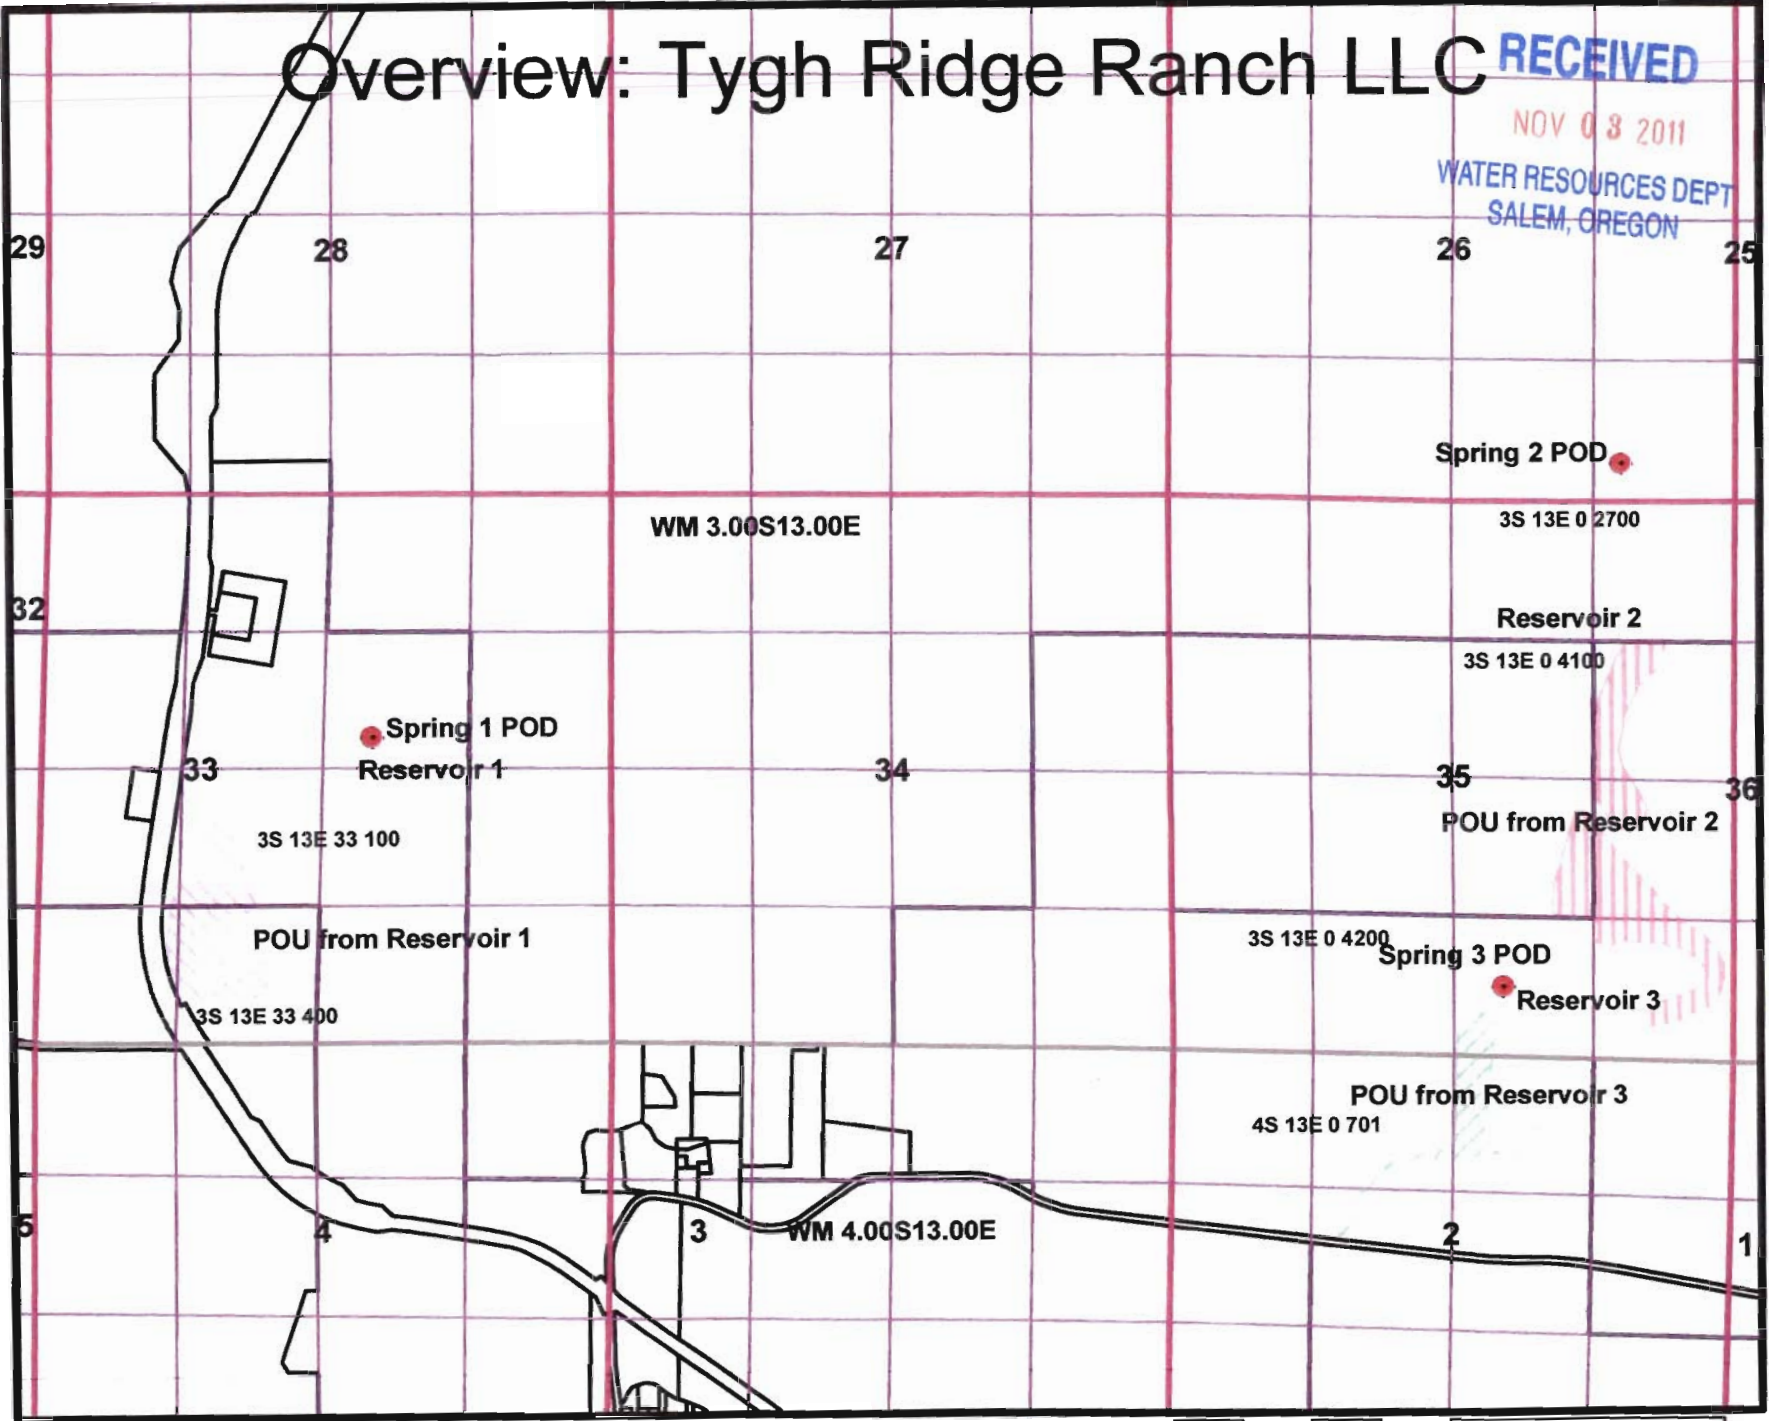 Overview: Tygh Ridge Ranch LLC
RECEIVED
NOV 03 2011
WATER RESOURCES DEPT
SALEM, OREGON
29
28
27
26
25
Spring 2 POD
3S 13E 0 2700
WM 3.00S13.00E
32
Reservoir 2
3S 13E 0 4100
Spring 1 POD
33
Reservoir 1
34
35
36
POU from Reservoir 2
3S 13E 33 100
POU from Reservoir 1
3S 13E 0 4200
Spring 3 POD
Reservoir 3
3S 13E 33 400
POU from Reservoir 3
4S 13E 0 701
5
4
3
WM 4.00S13.00E
2
1